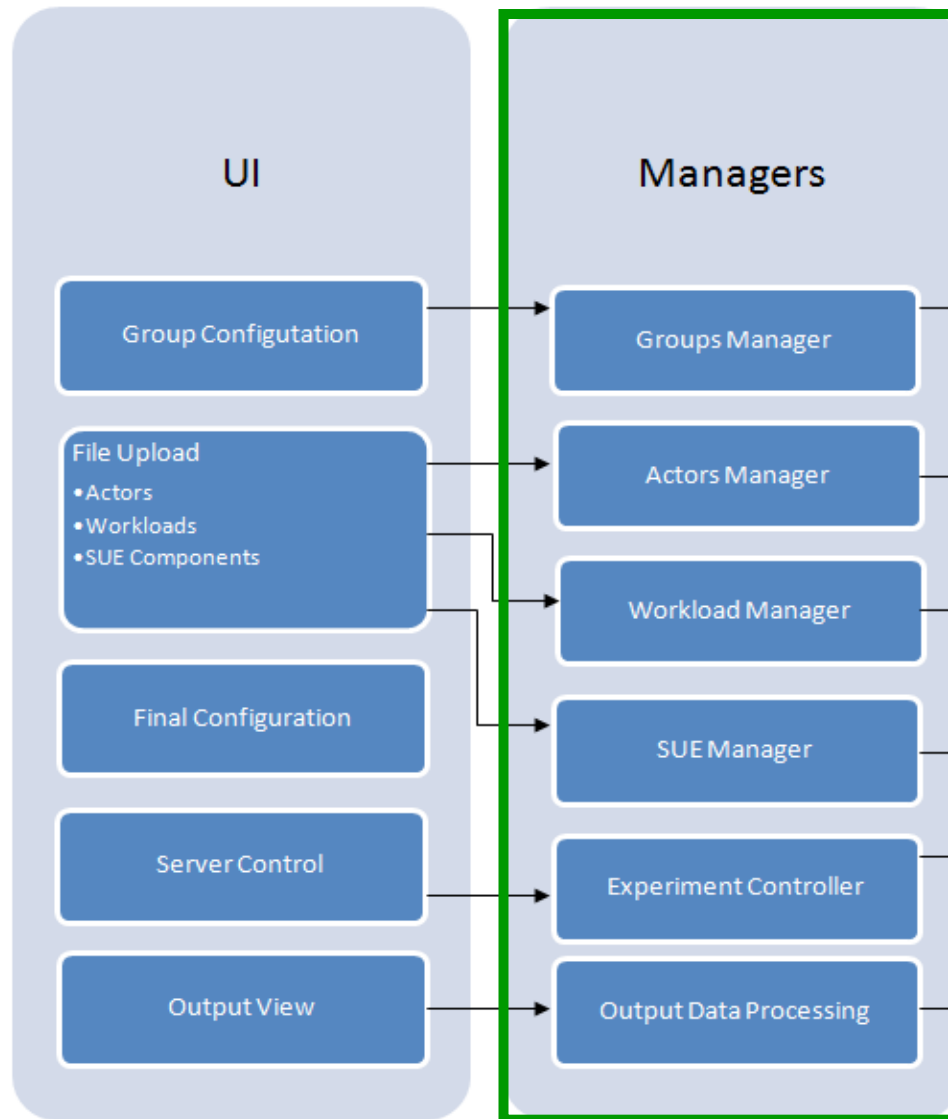 UI
Group Configutation
File Upload
•Actors
•Workloads
•SUE Components
Final Configuration
Server Control
Output View
Managers
Groups Manager
Actors Manager
Workload Manager
SUE Manager
Experiment Controller
Output Data Processing